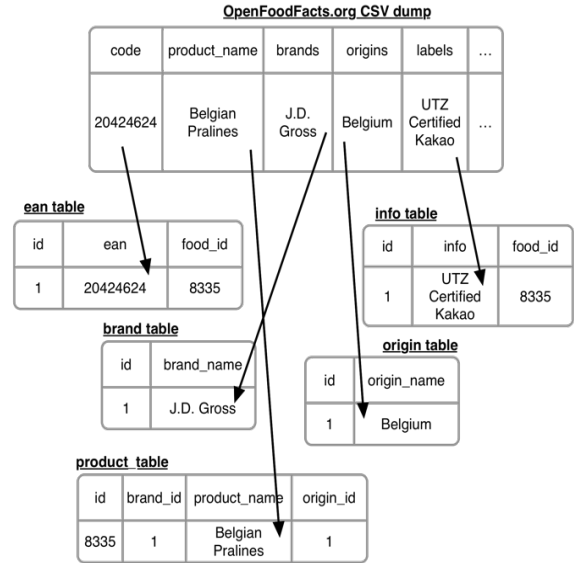 OpenFoodFacts.org CSV dump
code product_name brands origins labels ...
20424624 Belgian Pralines J.D. Gross Belgium UTZ Certified Kakao ...
ean table
id ean food_id
1 20424624 8335
info table
id info food_id
1 UTZ Certified Kakao 8335
brand table
id brand_name
1 J.D. Gross
origin table
id origin_name
1 Belgium
product_table
id brand_id product_name origin_id
8335 1 Belgian Pralines 1